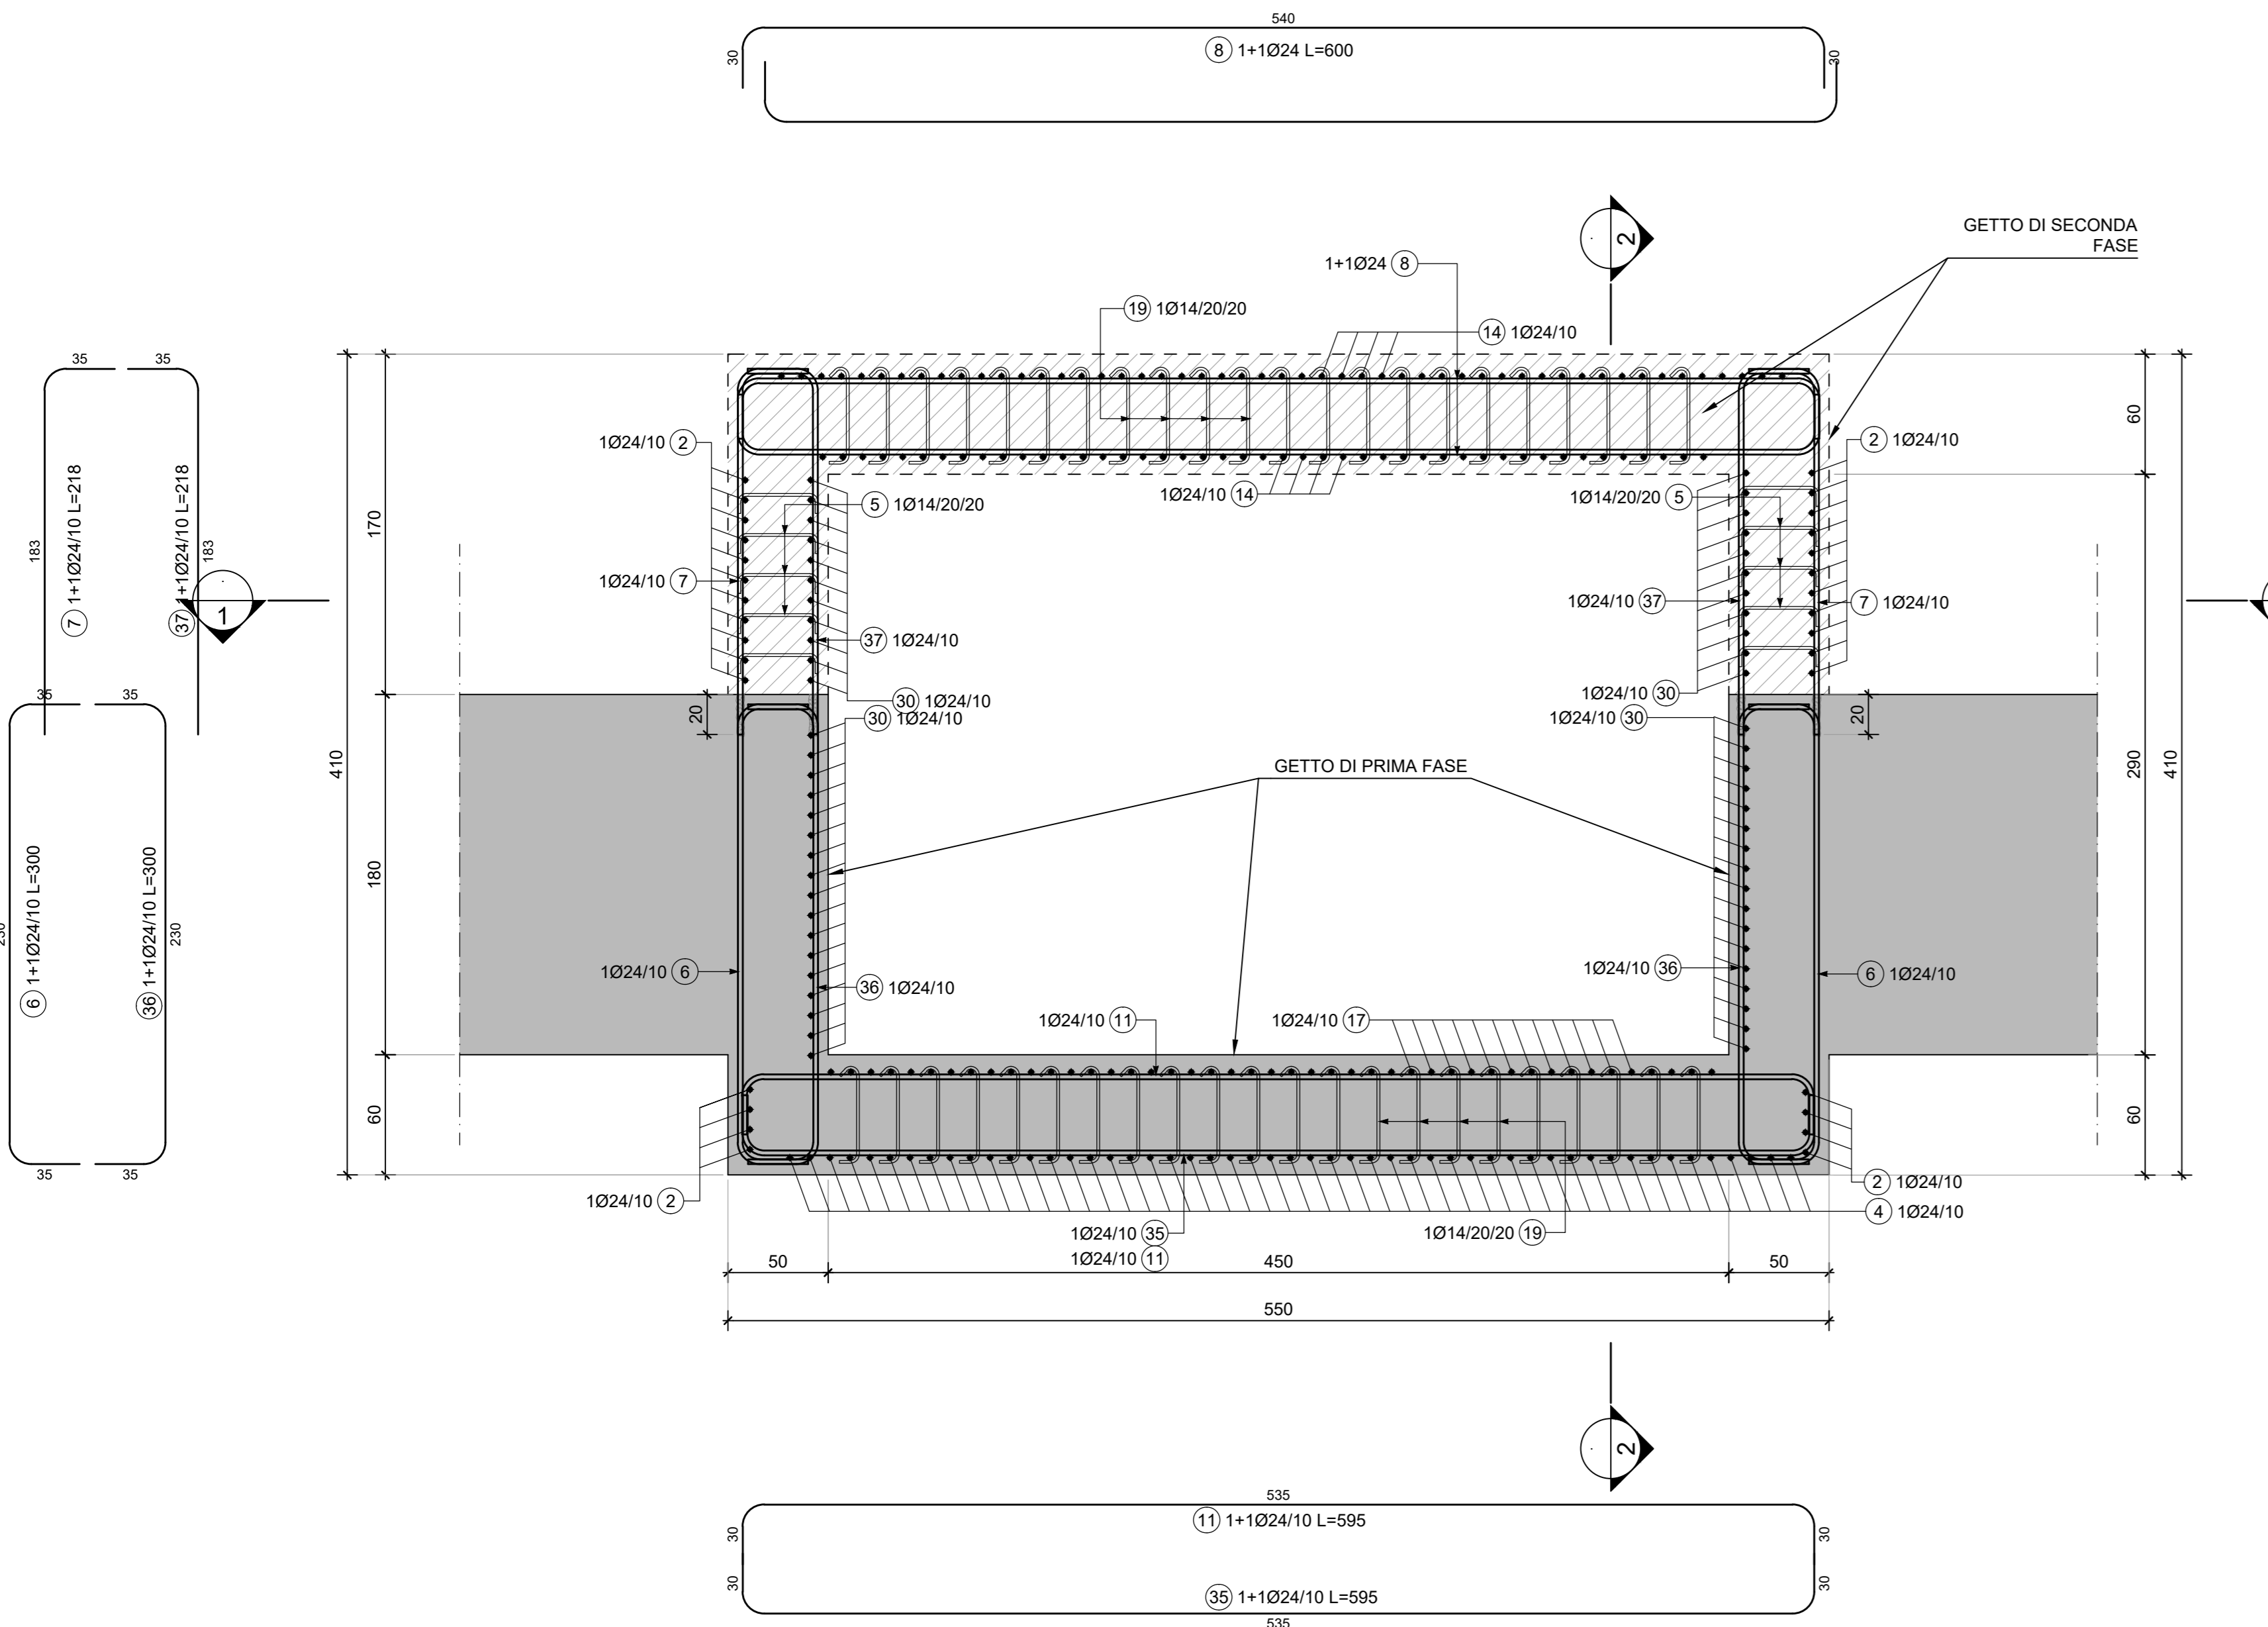 540
30
8 1+1Ø24 L=600
30
2
GETTO DI SECONDA
FASE
1+1Ø24 8
19 1Ø14/20/20
14 1Ø24/10
35 35
60
1Ø24/10 2
2 1Ø24/10
7 1+1Ø24/10 L=218
37 1+1Ø24/10 L=218
183
183
170
1Ø24/10 14
5 1Ø14/20/20
1Ø14/20/20 5
1
1Ø24/10 7
1Ø24/10 37
7 1Ø24/10
37 1Ø24/10
35 35
30 1Ø24/10
1Ø24/10 30
20
30 1Ø24/10
1Ø24/10 30
20
410
GETTO DI PRIMA FASE
290
410
180
6 1+1Ø24/10 L=300
36 1+1Ø24/10 L=300
230
1Ø24/10 6
36 1Ø24/10
1Ø24/10 36
6 1Ø24/10
1Ø24/10 11
1Ø24/10 17
60
60
35 35
1Ø24/10 2
2 1Ø24/10
4 1Ø24/10
1Ø24/10 35
1Ø24/10 11
1Ø14/20/20 19
50
450
50
550
2
535
30
11 1+1Ø24/10 L=595
30
30
35 1+1Ø24/10 L=595
30
535